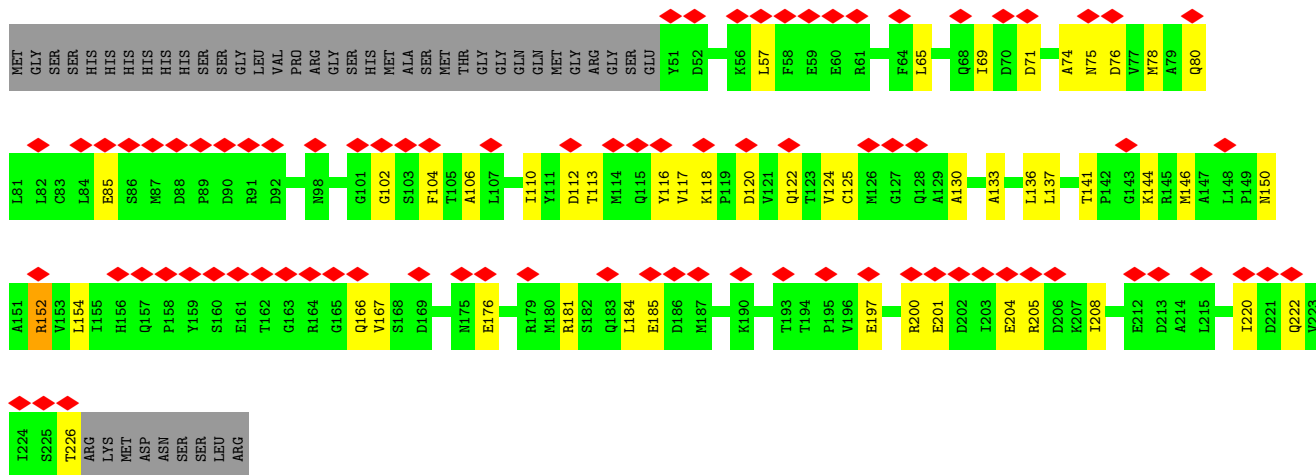 MET GLY SER SER HIS HIS HIS HIS HIS HIS SER SER GLY LEU VAL PRO ARG GLY SER HIS MET ALA SER MET THR GLY GLY GLN GLN MET GLY ARG GLY SER GLU Y51 D52 K56 L57 F58 E59 E60 R61 F64 L65 Q68 I69 D70 D71 A74 N75 D76 V77 M78 A79 Q80
L81 L82 C83 L84 E85 S86 M87 D88 P89 D90 R91 D92 N98 G101 G102 S103 F104 T105 A106 L107 I110 Y111 D112 T113 M114 Q115 Y116 V117 K118 P119 D120 V121 Q122 T123 V124 C125 M126 G127 Q128 A129 A130 A133 L136 L137 T141 P142 G143 K144 R145 M146 A147 L148 P149 N150
A151 R152 V153 L154 I155 H156 Q157 P158 Y159 S160 E161 T162 G163 R164 G165 Q166 V167 S168 D169 N175 E176 R179 M180 R181 S182 Q183 L184 E185 D186 M187 K190 T193 T194 P195 V196 E197 R200 E201 D202 I203 E204 R205 D206 K207 I208 E212 D213 A214 L215 I220 D221 Q222 V223
I224 S225 T226 ARG LYS MET ASP ASN SER SER LEU ARG